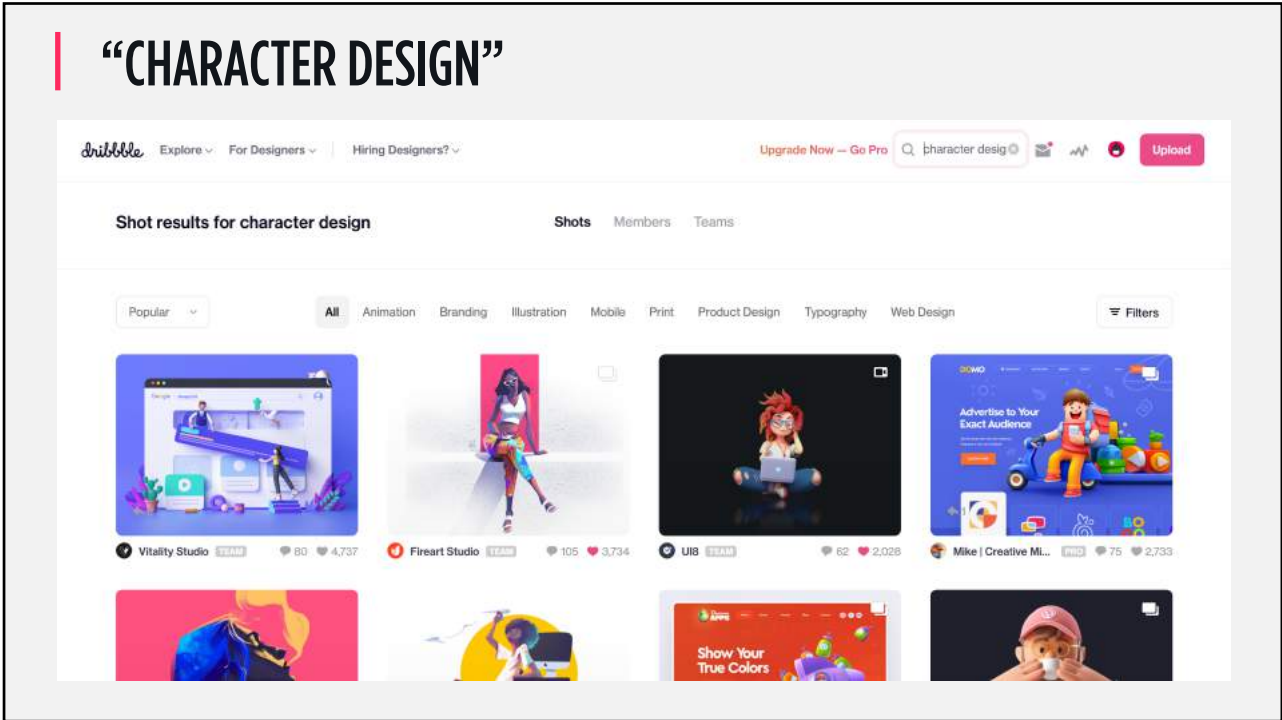 “CHARACTER DESIGN”
dribbble Explore For Designers Hiring Designers? Upgrade Now — Go Pro character desig Upload
Shot results for character design Shots Members Teams
Popular All Animation Branding Illustration Mobile Print Product Design Typography Web Design Filters
Google
DOMO
Advertise to Your
Exact Audience
Vitality Studio TEAM 80 4,737 Fireart Studio TEAM 105 3,734 UI8 TEAM 62 2,028 Mike | Creative Mi... PRO 75 2,733
APPS
Show Your
True Colors